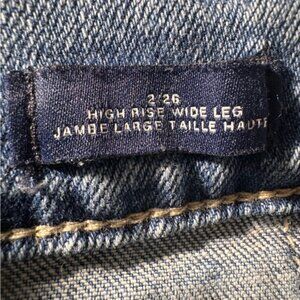 2/26
HIGH RISE WIDE LEG
JAMBE LARGE TAILLE HAUTE